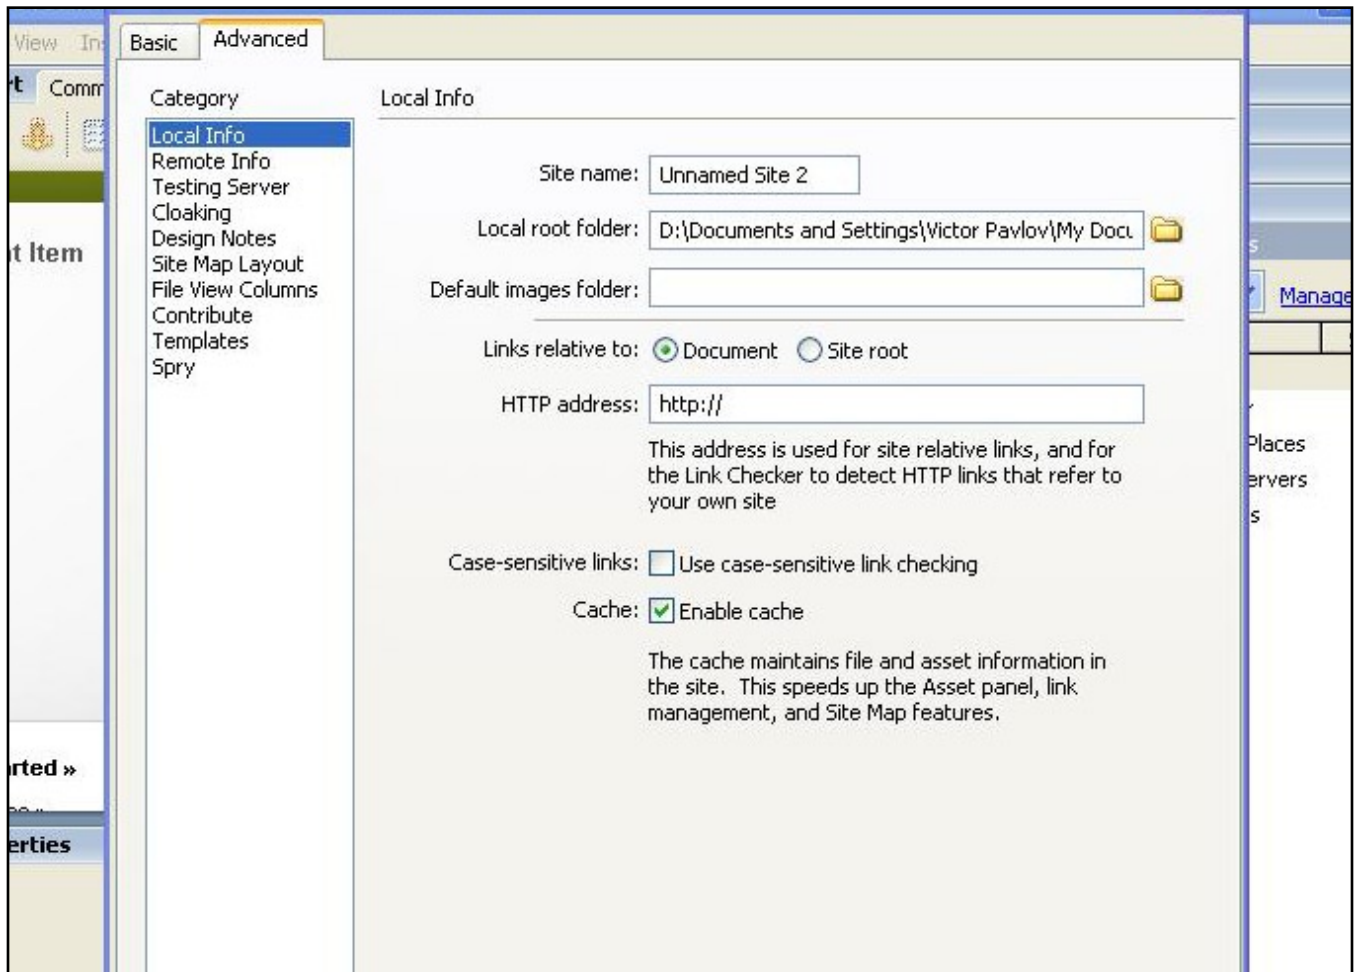 View
Basic
Advanced
Comm
Category
Local Info
Local Info
Remote Info
Testing Server
Cloaking
Design Notes
Site Map Layout
File View Columns
Contribute
Templates
Spry
Site name: Unnamed Site 2
Local root folder: D:\Documents and Settings\Victor Pavlov\My Docu
Default images folder:
Links relative to: Document Site root
HTTP address: http://
This address is used for site relative links, and for
the Link Checker to detect HTTP links that refer to
your own site
Case-sensitive links: Use case-sensitive link checking
Cache: Enable cache
The cache maintains file and asset information in
the site. This speeds up the Asset panel, link
management, and Site Map features.
t Item
arted »
erties
Manage
Places
ervers
s